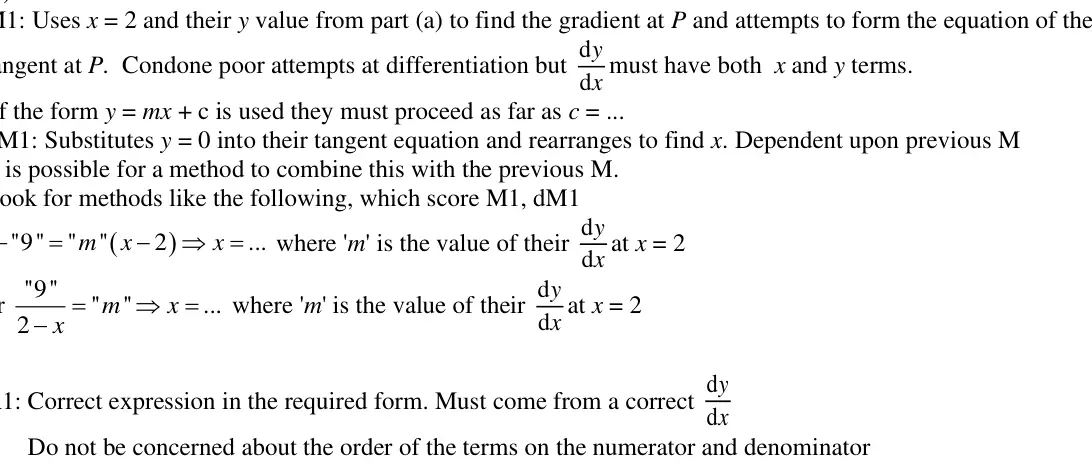 M1: Uses x = 2 and their y value from part (a) to find the gradient at P and attempts to form the equation of the
angent at P. Condone poor attempts at differentiation but dy/dx must have both x and y terms.
f the form y = mx + c is used they must proceed as far as c = ...
M1: Substitutes y = 0 into their tangent equation and rearranges to find x. Dependent upon previous M
is possible for a method to combine this with the previous M.
ook for methods like the following, which score M1, dM1
–"9"="m"(x−2)⇒ x = ... where 'm' is the value of their dy/dx at x = 2
r "9"/(2−x) = "m"⇒ x = ... where 'm' is the value of their dy/dx at x = 2
1: Correct expression in the required form. Must come from a correct dy/dx
Do not be concerned about the order of the terms on the numerator and denominator